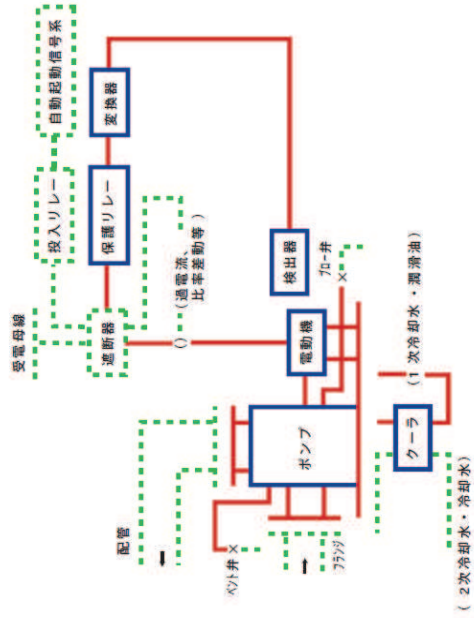 自動起動信号系
投入リレー
変換器
保護リレー
受電母線
遮断器
(過電流、
比率差動等)
検出器
ブロー弁
電動機
配管
ポンプ
ベント弁
フランジ
クーラ
(1次冷却水・潤滑油)
(2次冷却水・冷却水)